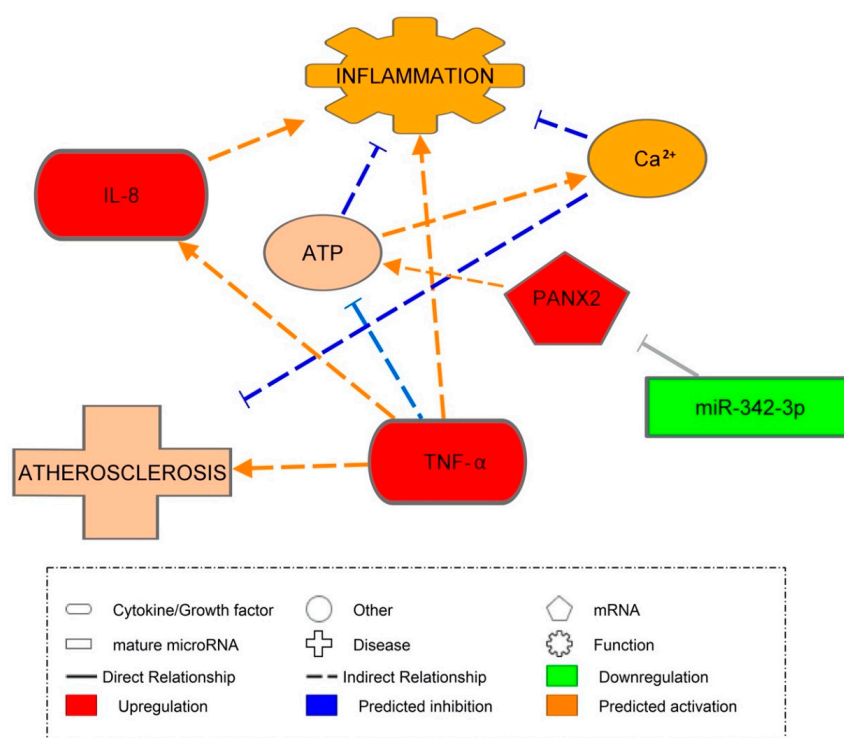 INFLAMMATION
Ca²⁺
IL-8
ATP
PANX2
miR-342-3p
TNF-α
ATHEROSCLEROSIS
Cytokine/Growth factor Other mRNA
mature microRNA Disease Function
Direct Relationship Indirect Relationship Downregulation
Upregulation Predicted inhibition Predicted activation